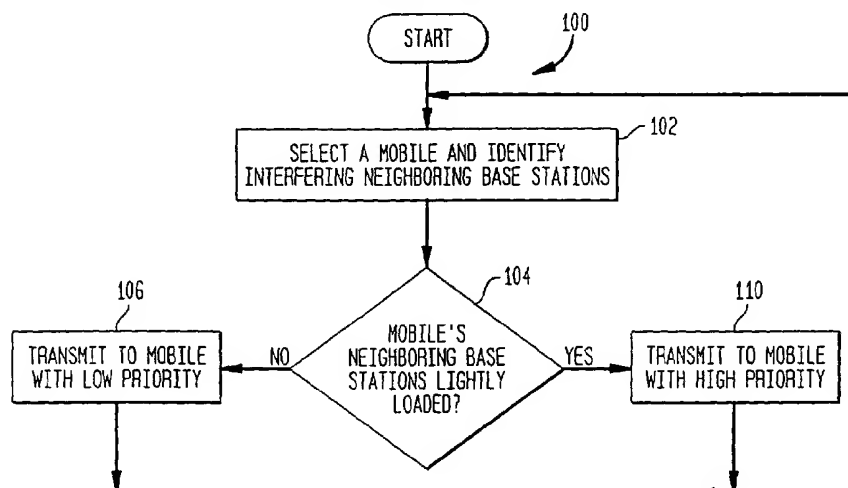 START
100
102
SELECT A MOBILE AND IDENTIFY
INTERFERING NEIGHBORING BASE STATIONS
104
106
110
MOBILE'S
NEIGHBORING BASE
STATIONS LIGHTLY
LOADED?
NO
YES
TRANSMIT TO MOBILE
WITH LOW PRIORITY
TRANSMIT TO MOBILE
WITH HIGH PRIORITY